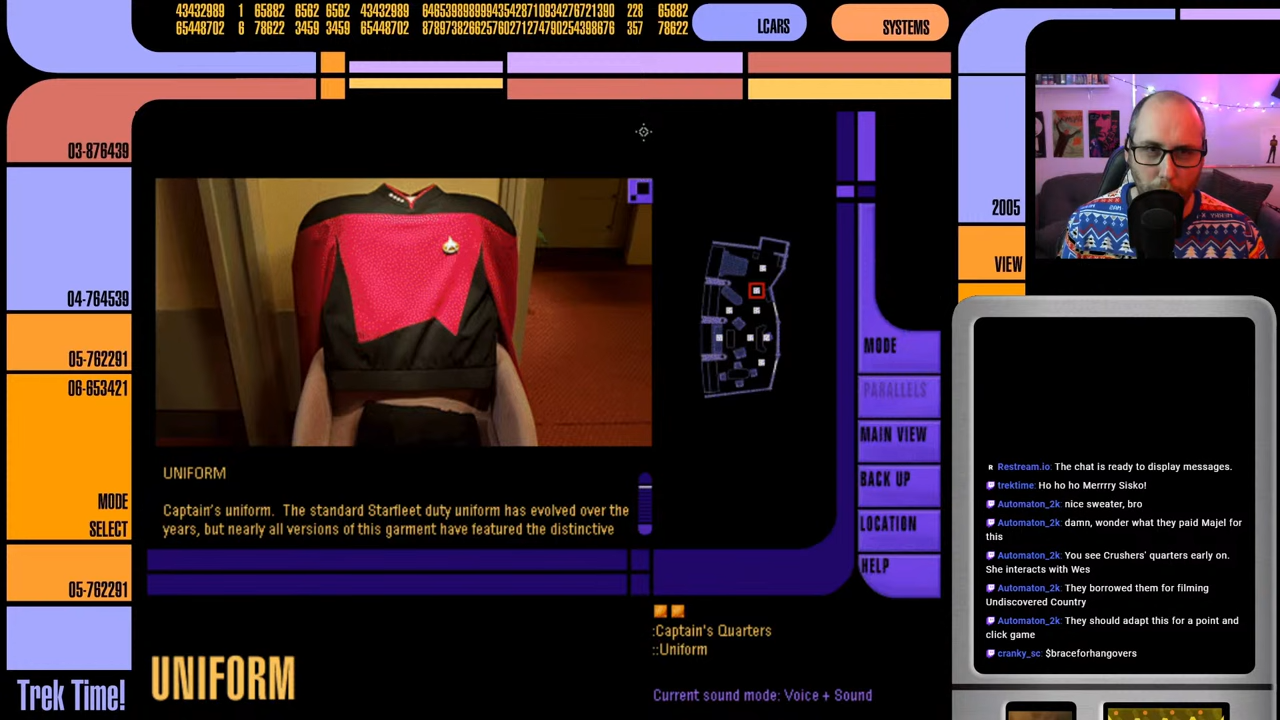 43432989 1 65882 6562 6562 43432989 64653989899943542871093427672139​0 228 65882
65448702 6 78622 3459 3459 65448702 878973826625760271274790254398676 357 78622
LCARS
SYSTEMS
03-876439
04-764539
05-762291
06-653421
MODE
SELECT
05-762291
Trek Time!
UNIFORM
Captain's uniform. The standard Starfleet duty uniform has evolved over the
years, but nearly all versions of this garment have featured the distinctive
UNIFORM
:Captain's Quarters
::Uniform
Current sound mode: Voice + Sound
MODE
PARALLELS
MAIN VIEW
BACK UP
LOCATION
HELP
2005
VIEW
Restream.io: The chat is ready to display messages.
trektime: Ho ho ho Merrrry Sisko!
Automaton_2k: nice sweater, bro
Automaton_2k: damn, wonder what they paid Majel for
this
Automaton_2k: You see Crushers' quarters early on.
She interacts with Wes
Automaton_2k: They borrowed them for filming
Undiscovered Country
Automaton_2k: They should adapt this for a point and
click game
cranky_sc: $braceforhangovers